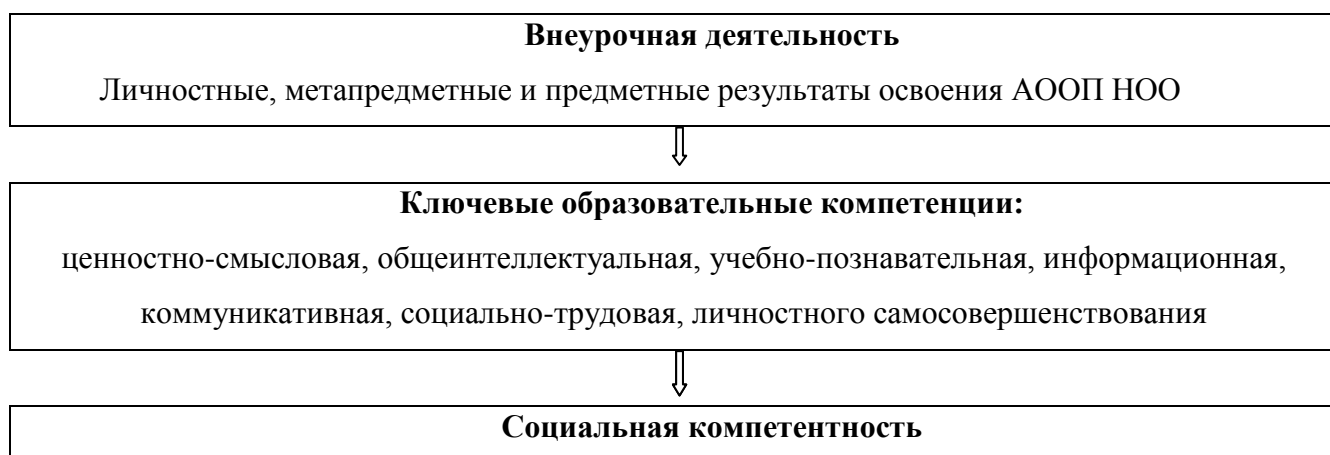 Внеурочная деятельность
Личностные, метапредметные и предметные результаты освоения АООП НОО
Ключевые образовательные компетенции:
ценностно-смысловая, общеинтеллектуальная, учебно-познавательная, информационная,
коммуникативная, социально-трудовая, личностного самосовершенствования
Социальная компетентность